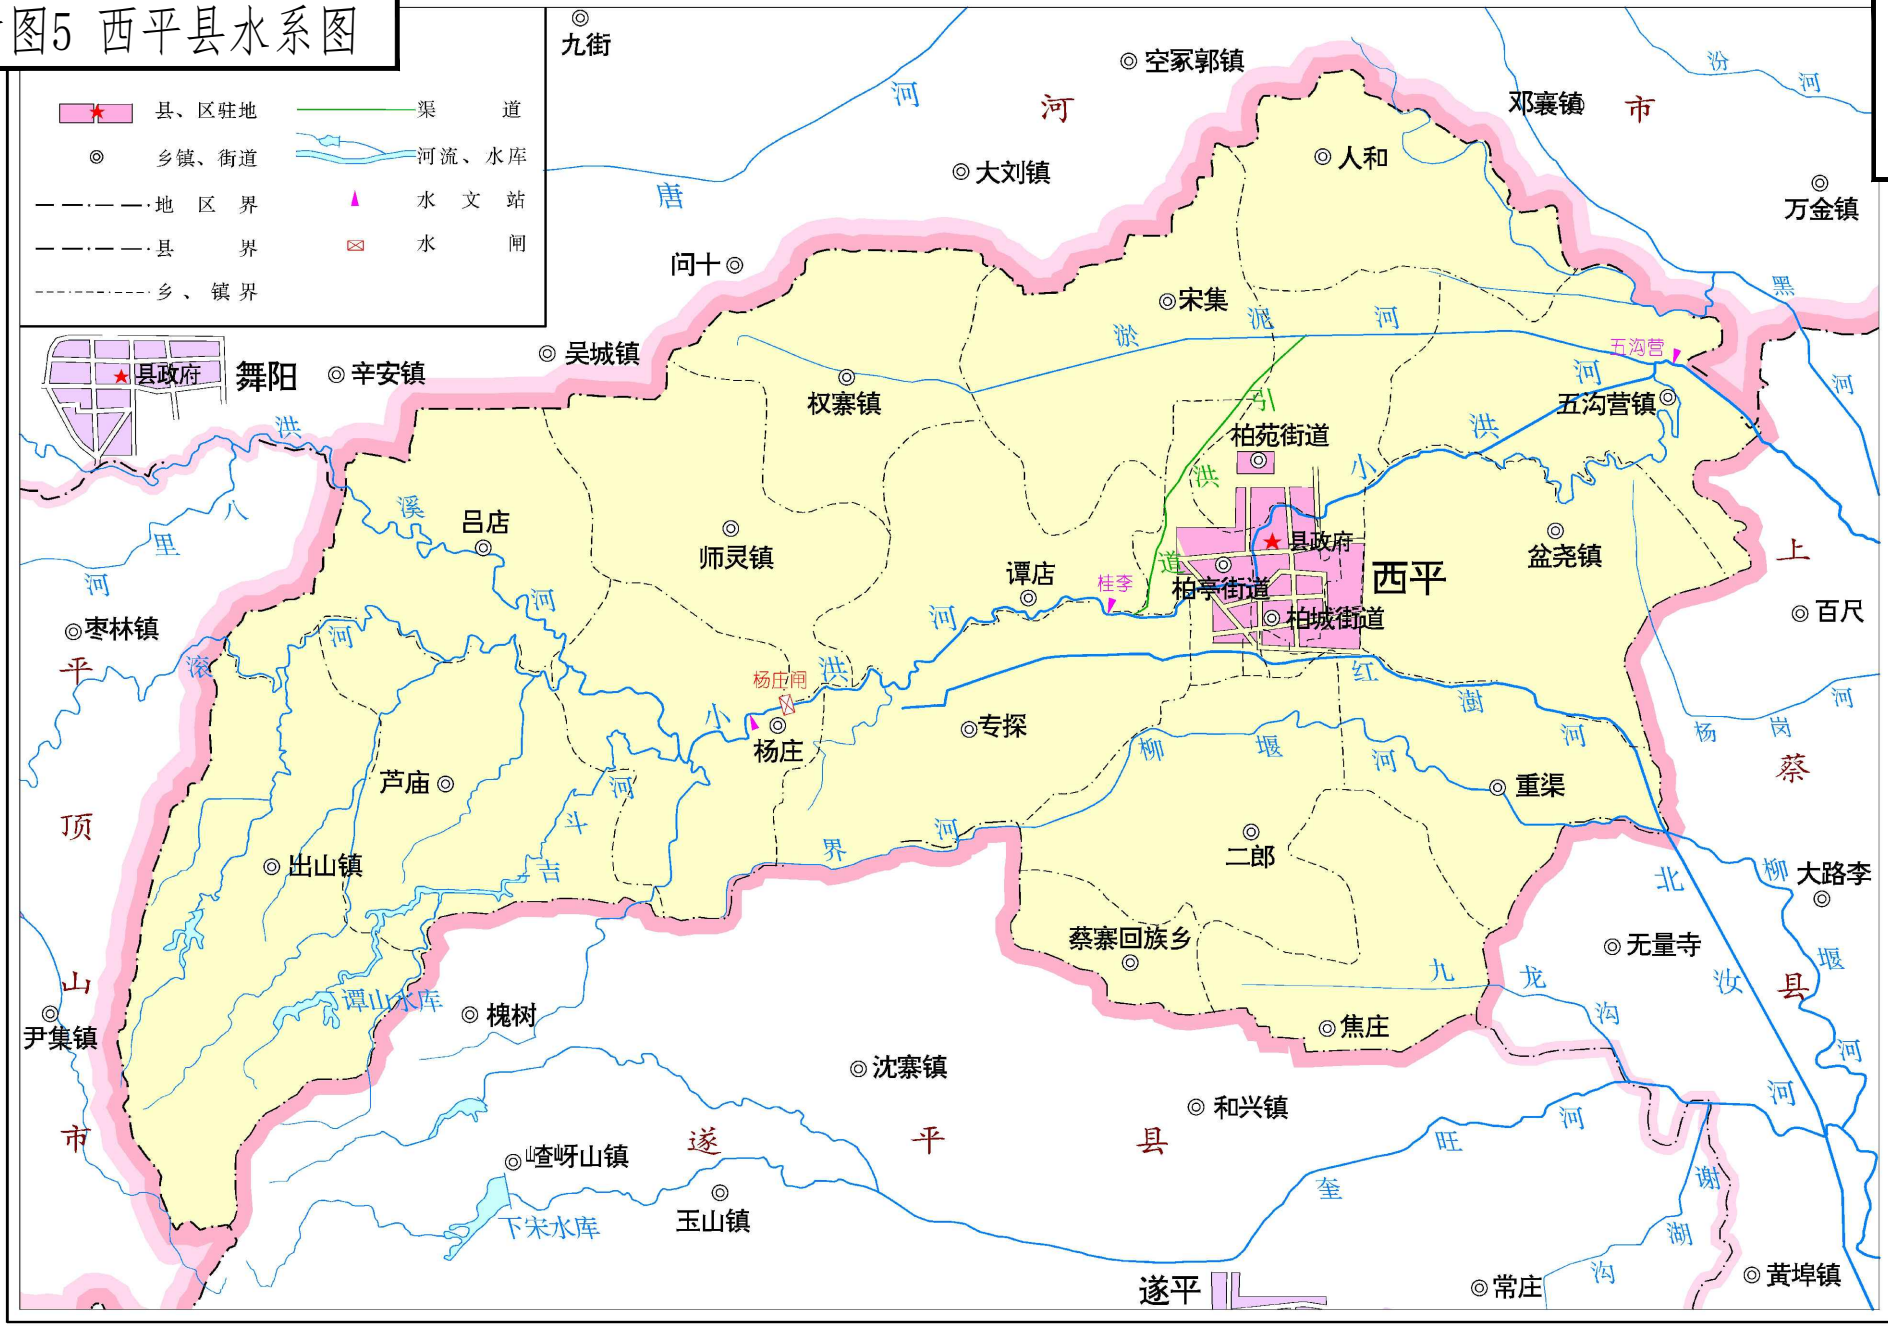 图5 西平县水系图
县、区驻地
渠道
乡镇、街道
河流、水库
地区界
水文站
县界
水闸
乡、镇界
九街
空冢郭镇
汾河
河
邓襄镇
市
河
大刘镇
唐
人和
万金镇
问十
宋集
黑
河
淤泥河
吴城镇
五沟营
舞阳
县政府
辛安镇
权寨镇
河
五沟营镇
引
洪
道
柏苑街道
洪
小
洪
溪
河
吕店
师灵镇
八里河
县政府
西平
盆尧镇
上
谭店
桂李
柏亭街道
柏城街道
百尺
枣林镇
平
滚
河
河
洪
小
杨庄闸
杨庄
红澍河
专探
柳堰河
杨岗河
芦庙
河
斗
吉
重渠
蔡
顶
界河
二郎
出山镇
北
柳
大路李
蔡寨回族乡
无量寺
堰
九龙沟
汝
县
山
谭山水库
槐树
焦庄
尹集镇
沈寨镇
河
和兴镇
河
河
旺
市
遂平县
嵖岈山镇
奎
谢
玉山镇
下宋水库
湖
沟
遂平
常庄
黄埠镇